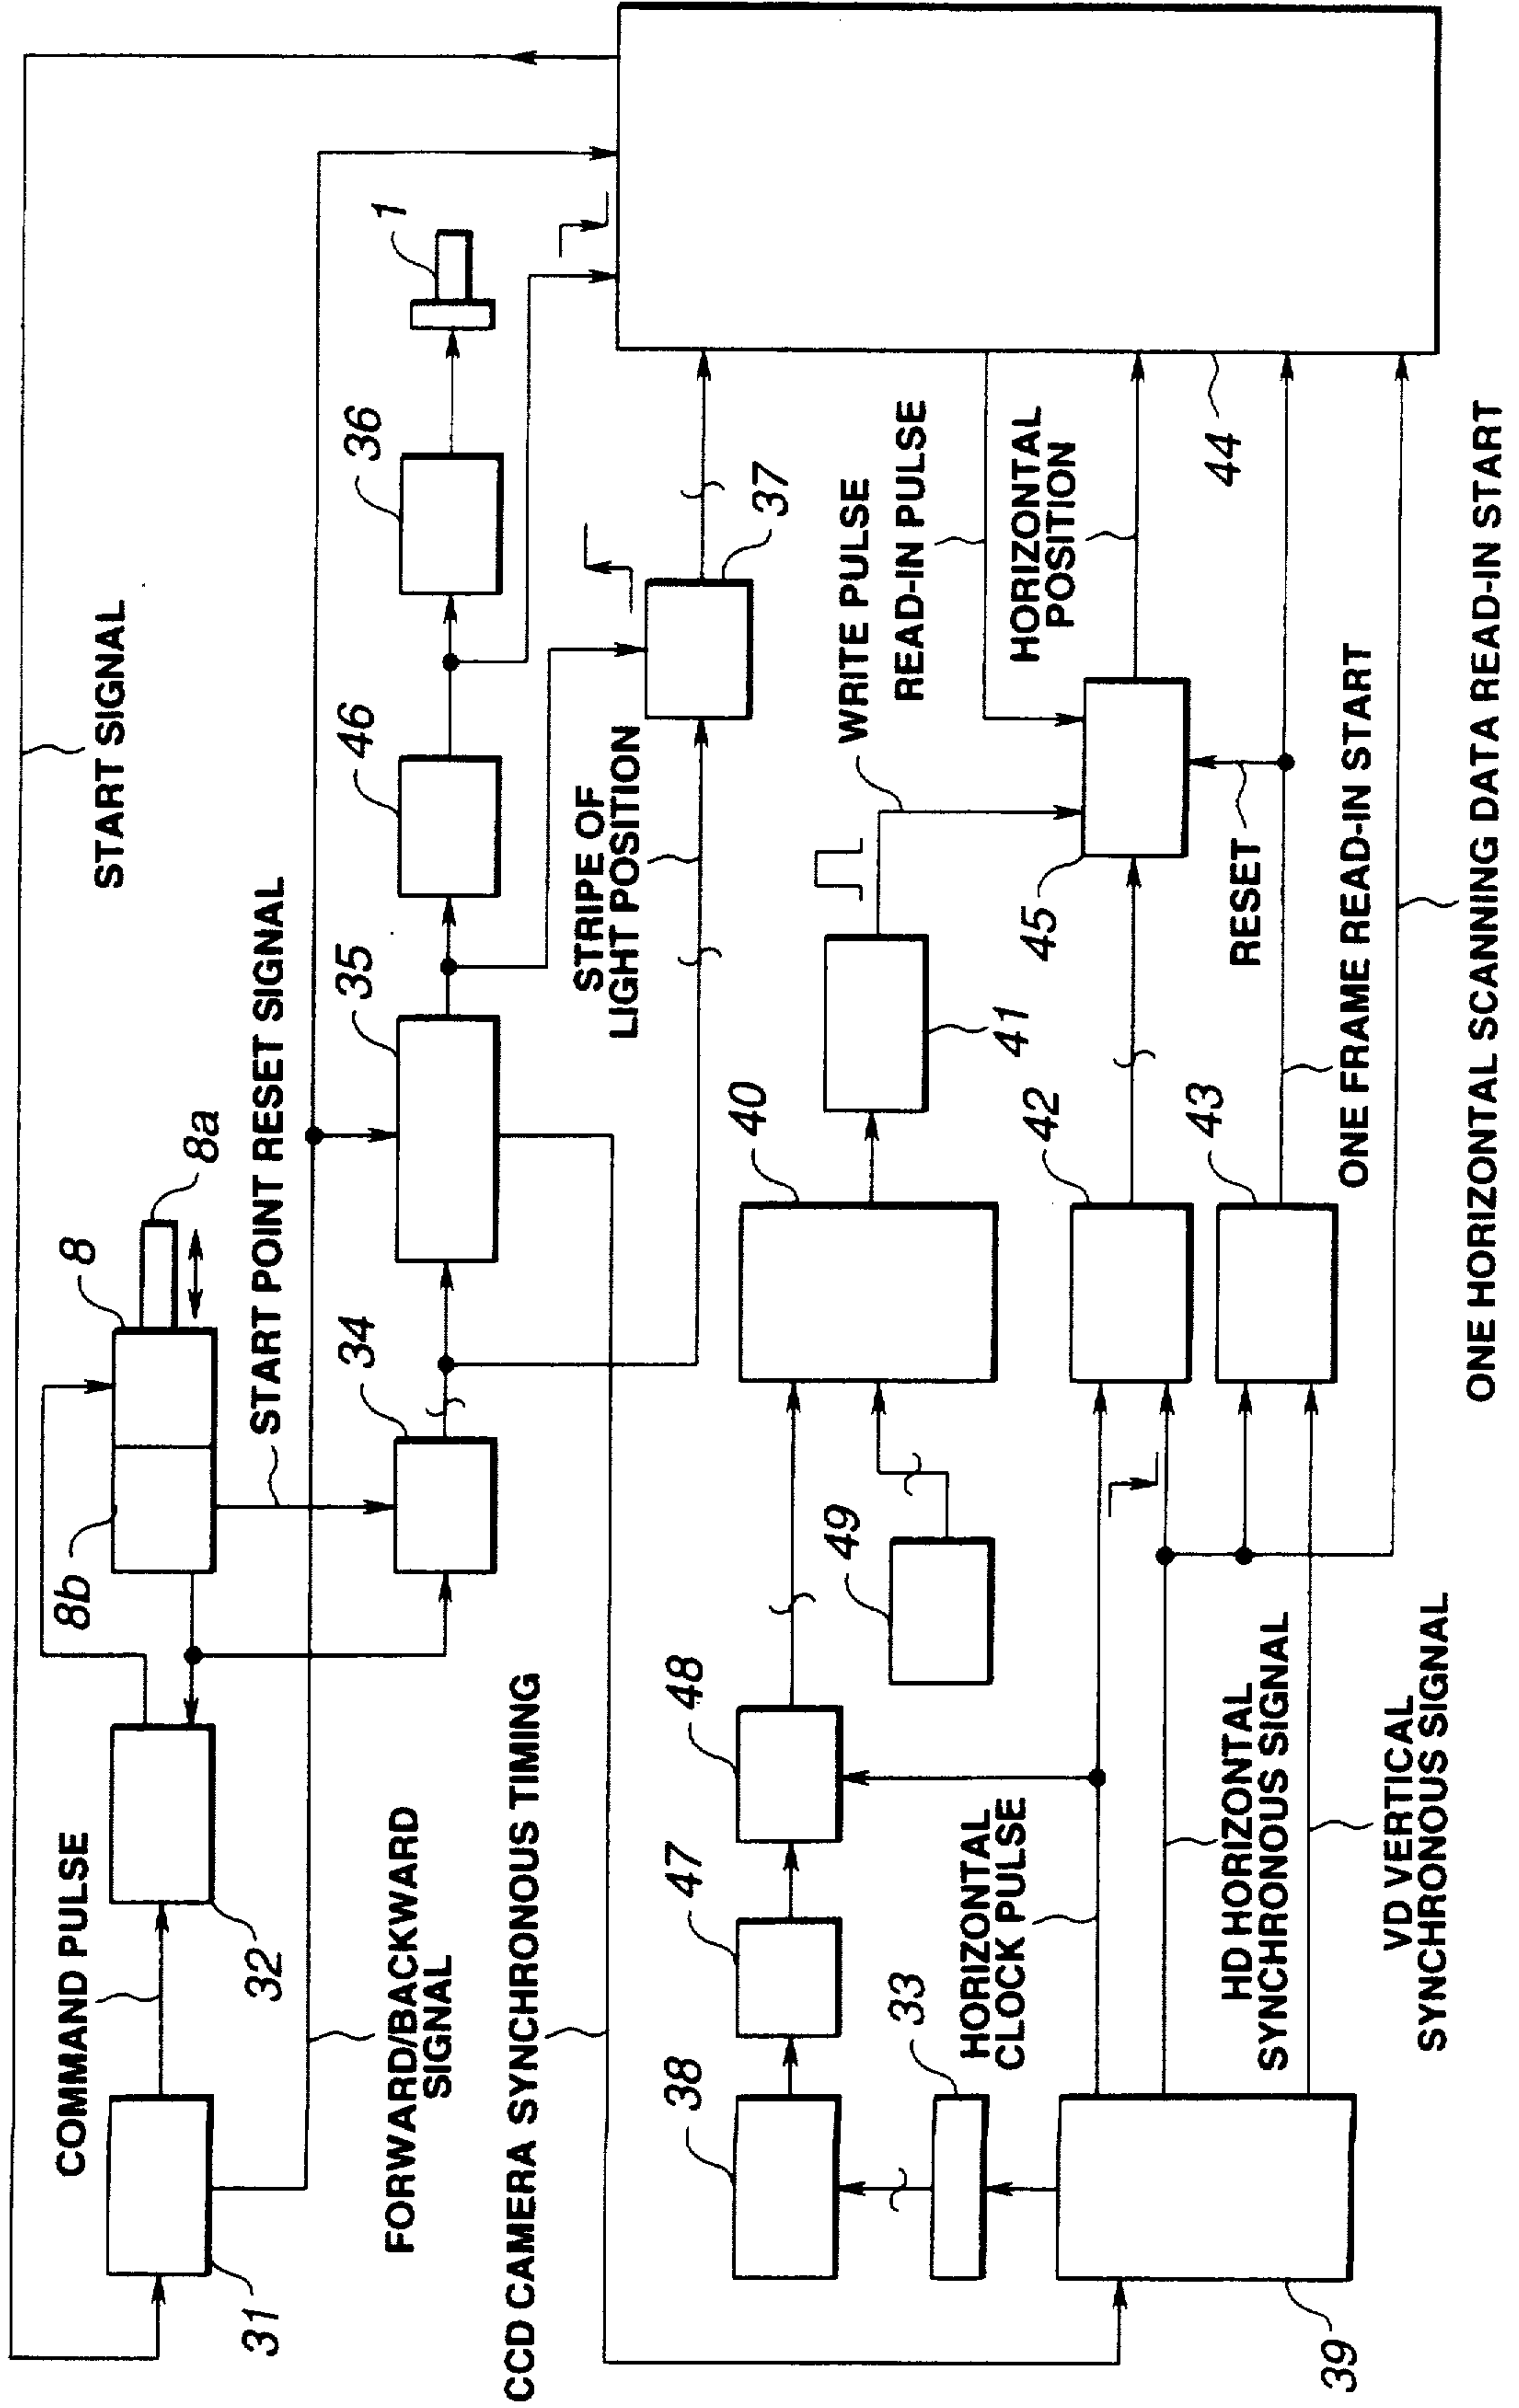 START SIGNAL
COMMAND PULSE
31
32
8b
8
8a
START POINT RESET SIGNAL
FORWARD/BACKWARD
SIGNAL
34
35
46
36
1
CCD CAMERA SYNCHRONOUS TIMING
STRIPE OF
LIGHT POSITION
37
38
47
48
49
40
41
WRITE PULSE
READ-IN PULSE
33
HORIZONTAL
CLOCK PULSE
42
45
HORIZONTAL
POSITION
44
39
HD HORIZONTAL
SYNCHRONOUS SIGNAL
43
RESET
VD VERTICAL
SYNCHRONOUS SIGNAL
ONE FRAME READ-IN START
ONE HORIZONTAL SCANNING DATA READ-IN START